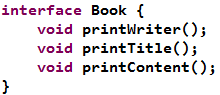 interface Book {
    void printWriter();
    void printTitle();
    void printContent();
}